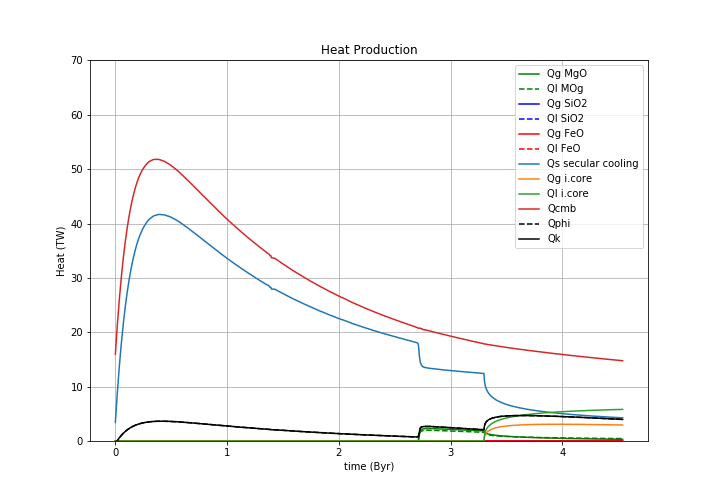 Heat Production
70
60
50
40
30
20
10
0
Heat (TW)
0 1 2 3 4
time (Byr)
Qg MgO
Ql MOg
Qg SiO2
Ql SiO2
Qg FeO
Ql FeO
Qs secular cooling
Qg i.core
Ql i.core
Qcmb
Qphi
Qk